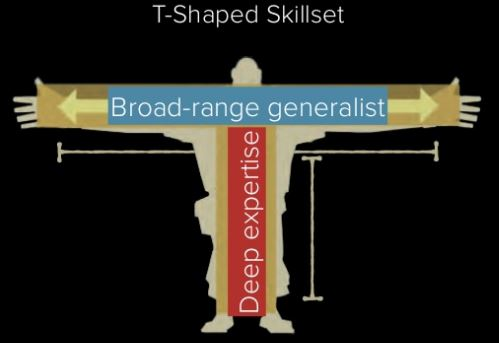 T-Shaped Skillset
Broad-range generalist
Deep expertise